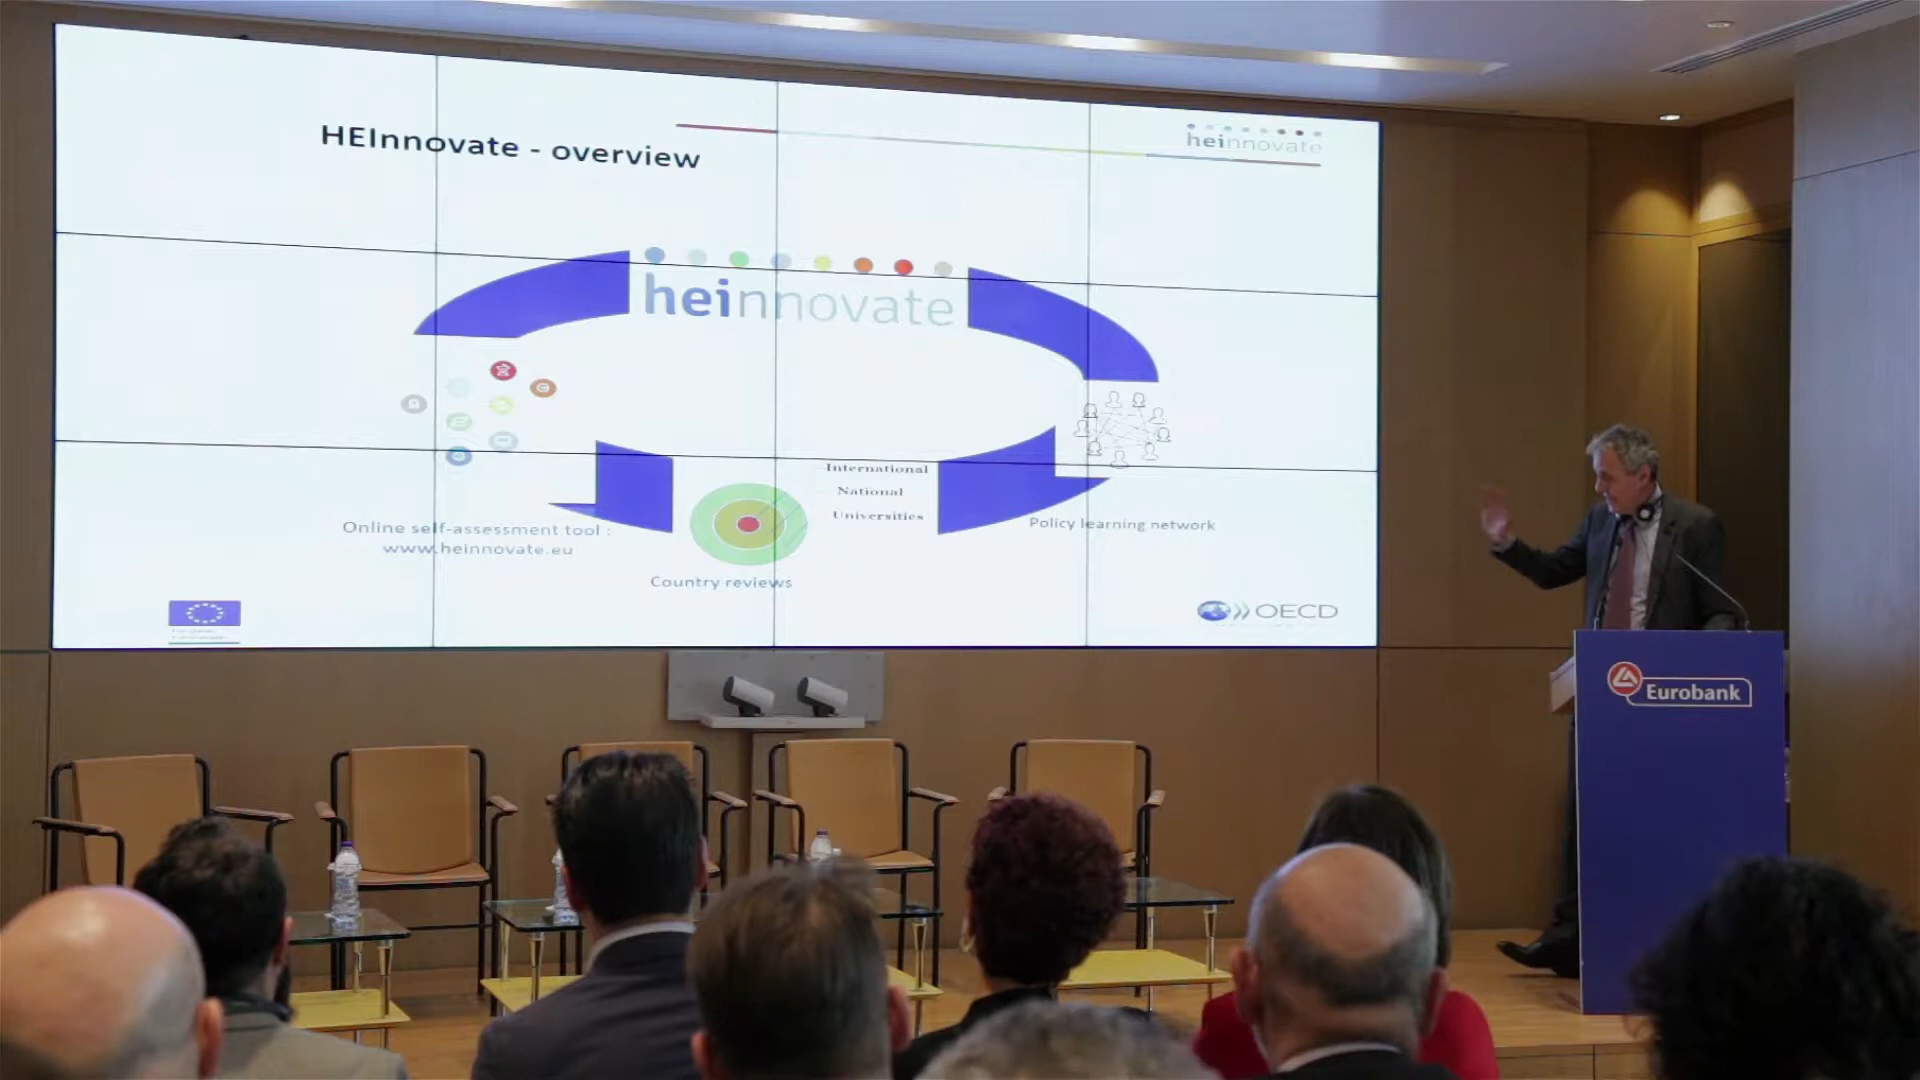 HEInnovate - overview
heinnovate
heinnovate
International
National
Universities
Online self-assessment tool :
www.heinnovate.eu
Policy learning network
Country reviews
OECD
Eurobank